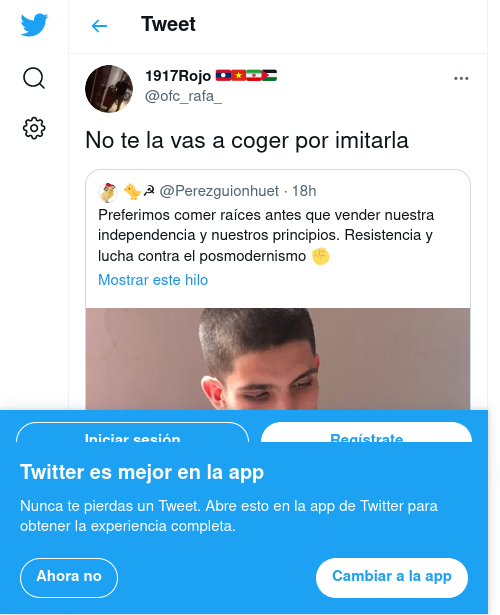 Tweet
1917Rojo 🇱🇦🇻🇳🇮🇷🇵🇸
@ofc_rafa_
No te la vas a coger por imitarla
🐤☭ @Perezguionhuet · 18h
Preferimos comer raíces antes que vender nuestra
independencia y nuestros principios. Resistencia y
lucha contra el posmodernismo ✊
Mostrar este hilo
Iniciar sesión
Regístrate
Twitter es mejor en la app
Nunca te pierdas un Tweet. Abre esto en la app de Twitter para
obtener la experiencia completa.
Ahora no
Cambiar a la app